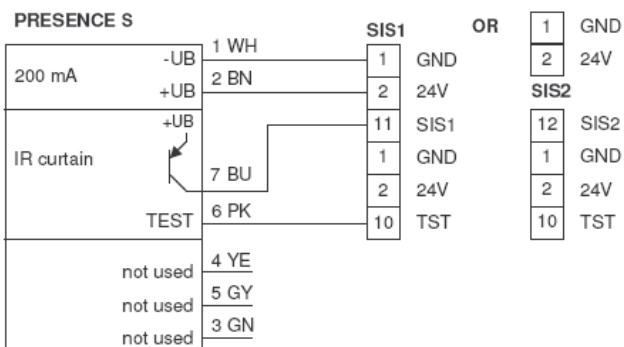 PRESENCE S
SIS1
OR
1 GND
-UB 1 WH 1 GND 2 24V
200 mA
+UB 2 BN 2 24V SIS2
+UB 11 SIS1 12 SIS2
IR curtain 1 GND 1 GND
7 BU 2 24V 2 24V
TEST 6 PK 10 TST 10 TST
not used 4 YE
not used 5 GY
not used 3 GN